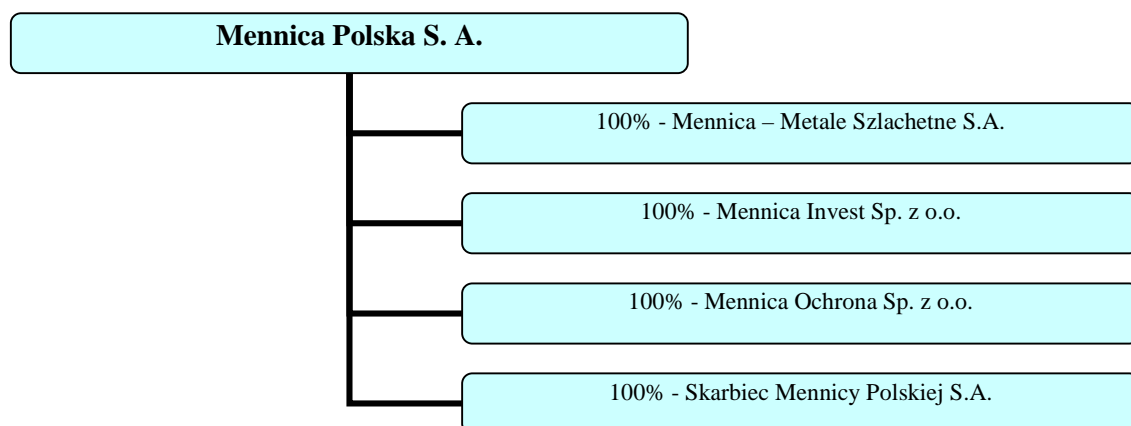 Mennica Polska S. A.
100% - Mennica – Metale Szlachetne S.A.
100% - Mennica Invest Sp. z o.o.
100% - Mennica Ochrona Sp. z o.o.
100% - Skarbiec Mennicy Polskiej S.A.